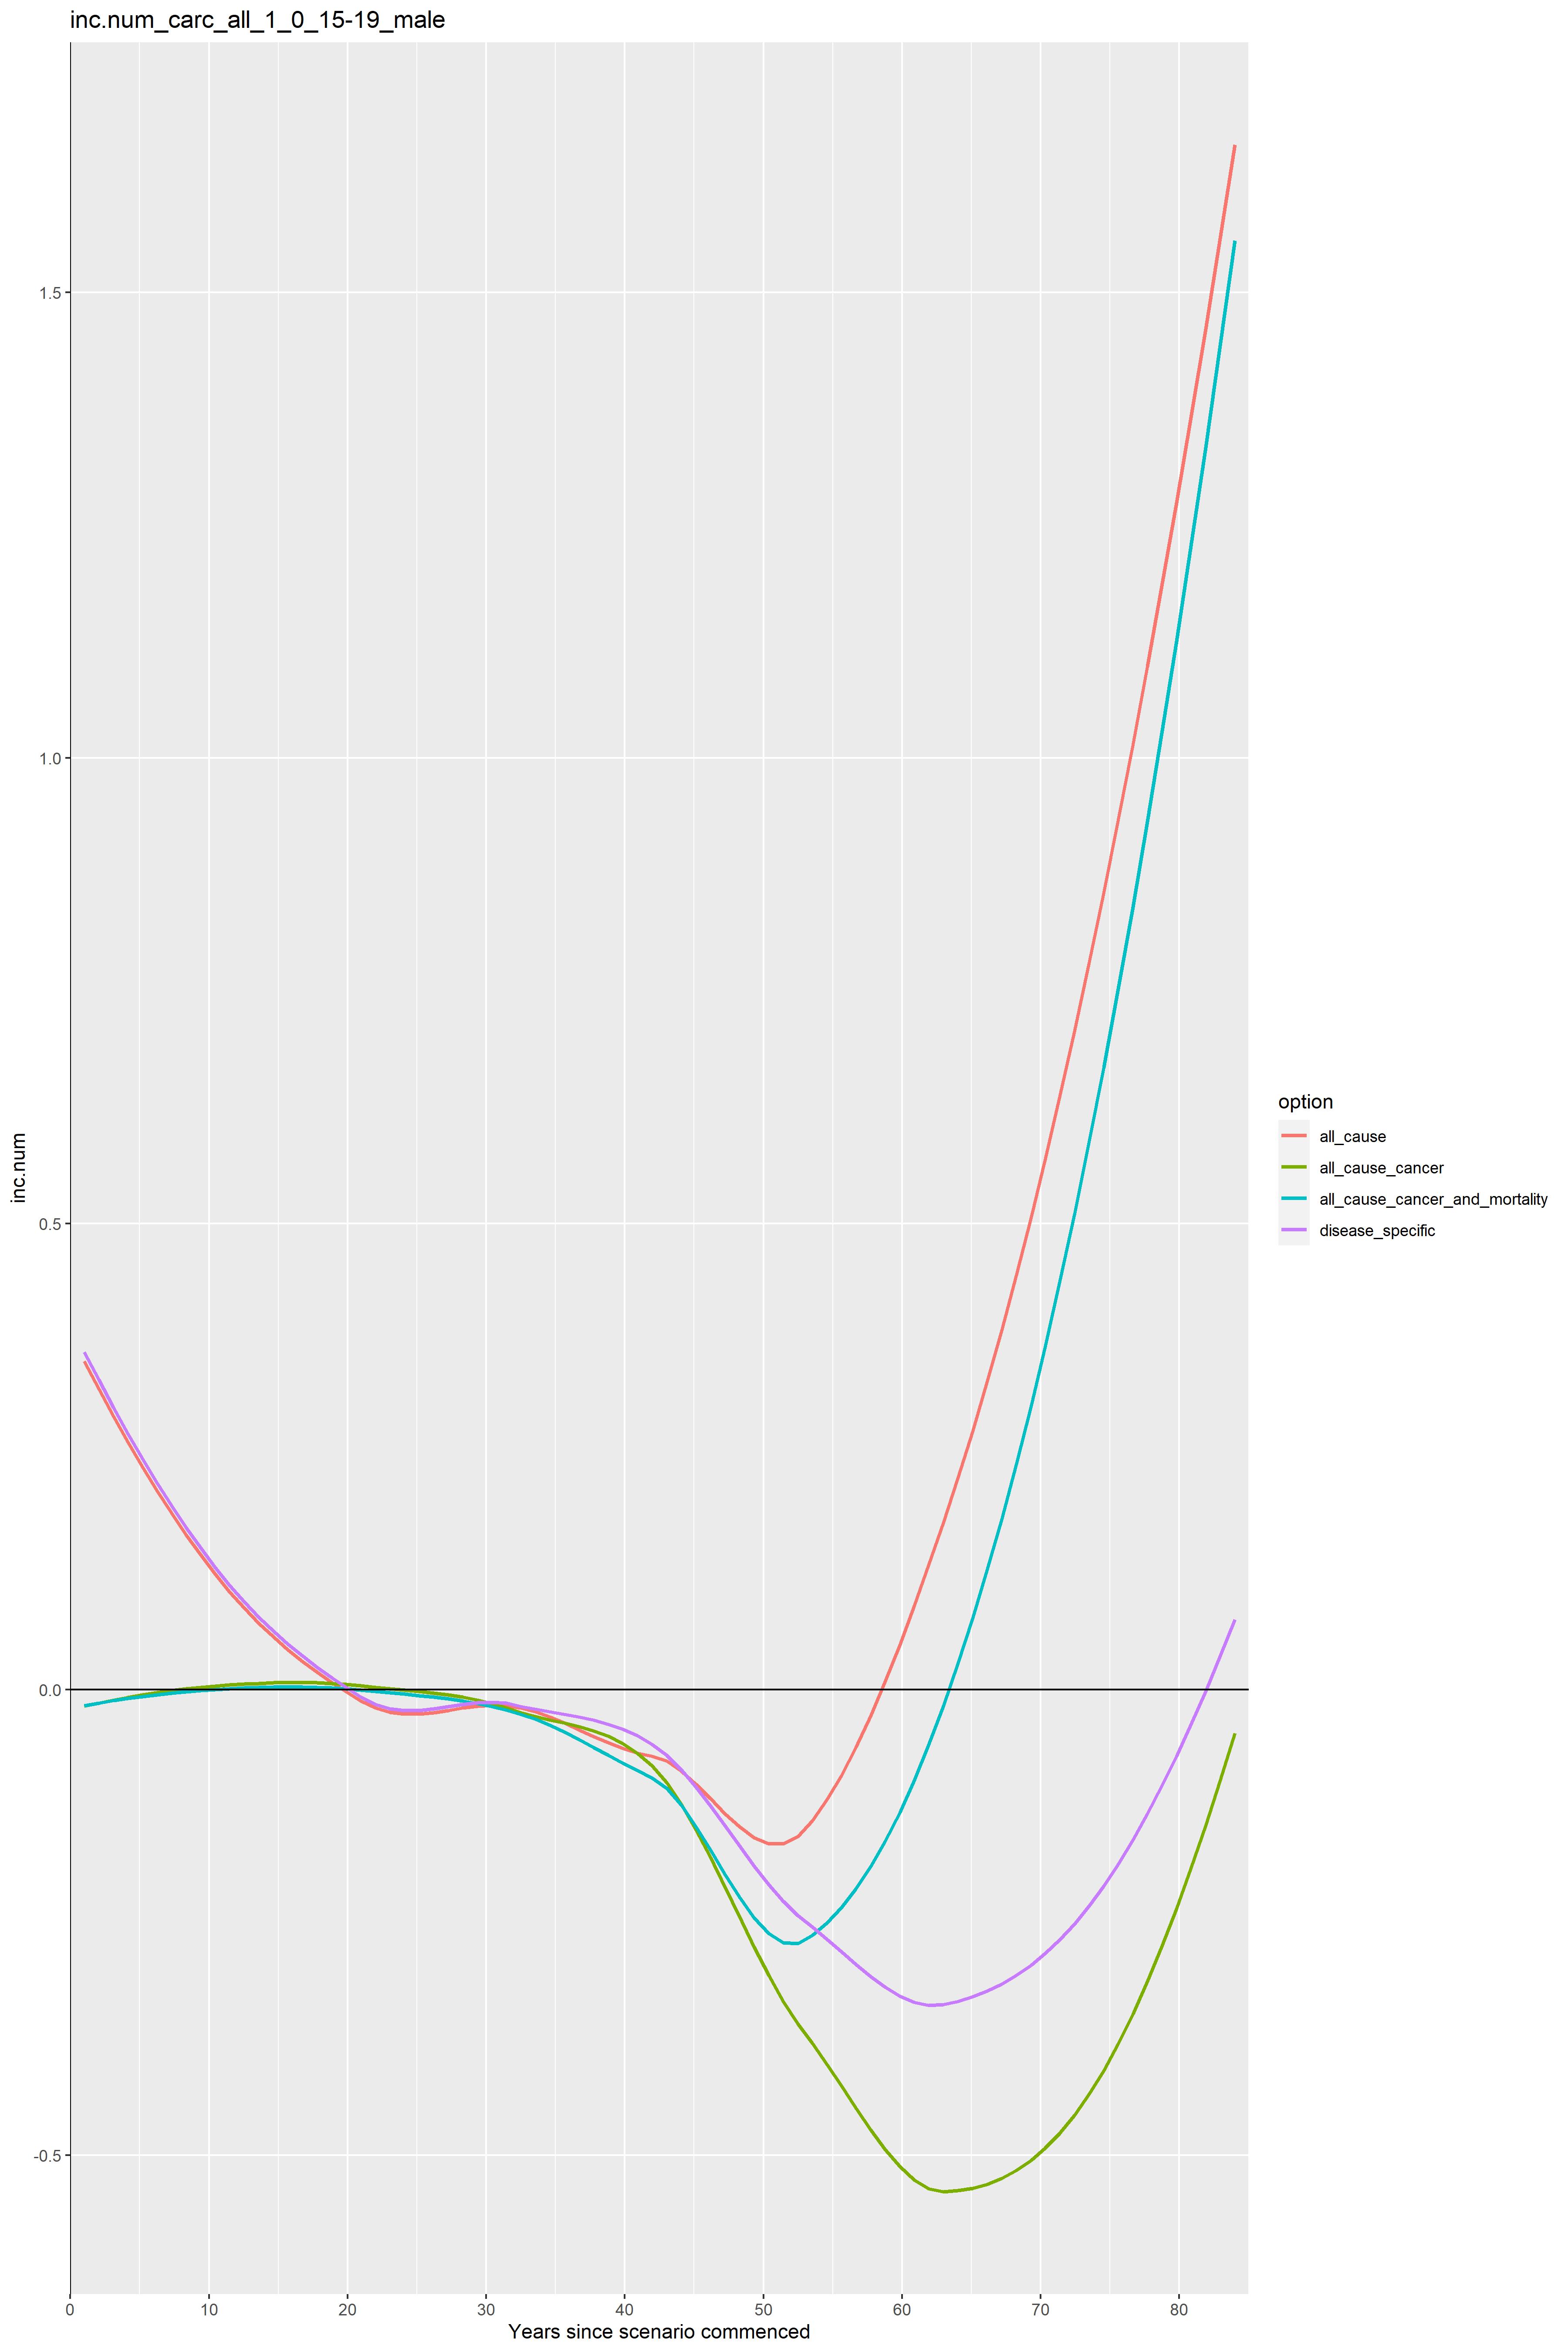 inc.num_carc_all_1_0_15-19_male
1.5
1.0
0.5
0.0
-0.5
inc.num
0 10 20 30 40 50 60 70 80
Years since scenario commenced
option
all_cause
all_cause_cancer
all_cause_cancer_and_mortality
disease_specific